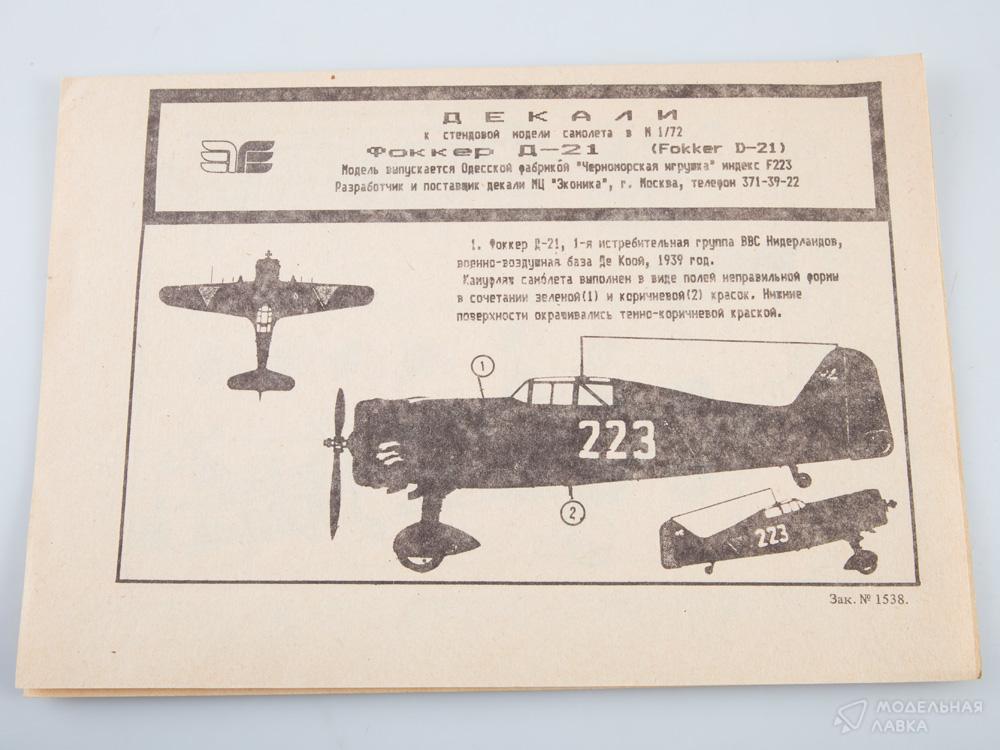 ДЕКАЛИ
к стендовой модели самолета в М 1/72
Фоккер Д-21 (Fokker D-21)
Модель выпускается Одесской фабрикой "Черноморская игрушка" индекс F223
Разработчик и поставщик декали МЦ "Эконика", г. Москва, телефон 371-39-22
1. Фоккер Д-21, 1-я истребительная группа ВВС Нидерландов,
военно-воздушная база Де Коой, 1939 год.
Камуфляж самолета выполнен в виде полей неправильной формы
в сочетании зеленой(1) и коричневой(2) красок. Нижние
поверхности окрашивались темно-коричневой краской.
1
223
2
223
Зак. № 1538.
МОДЕЛЬНАЯ
ЛАВКА